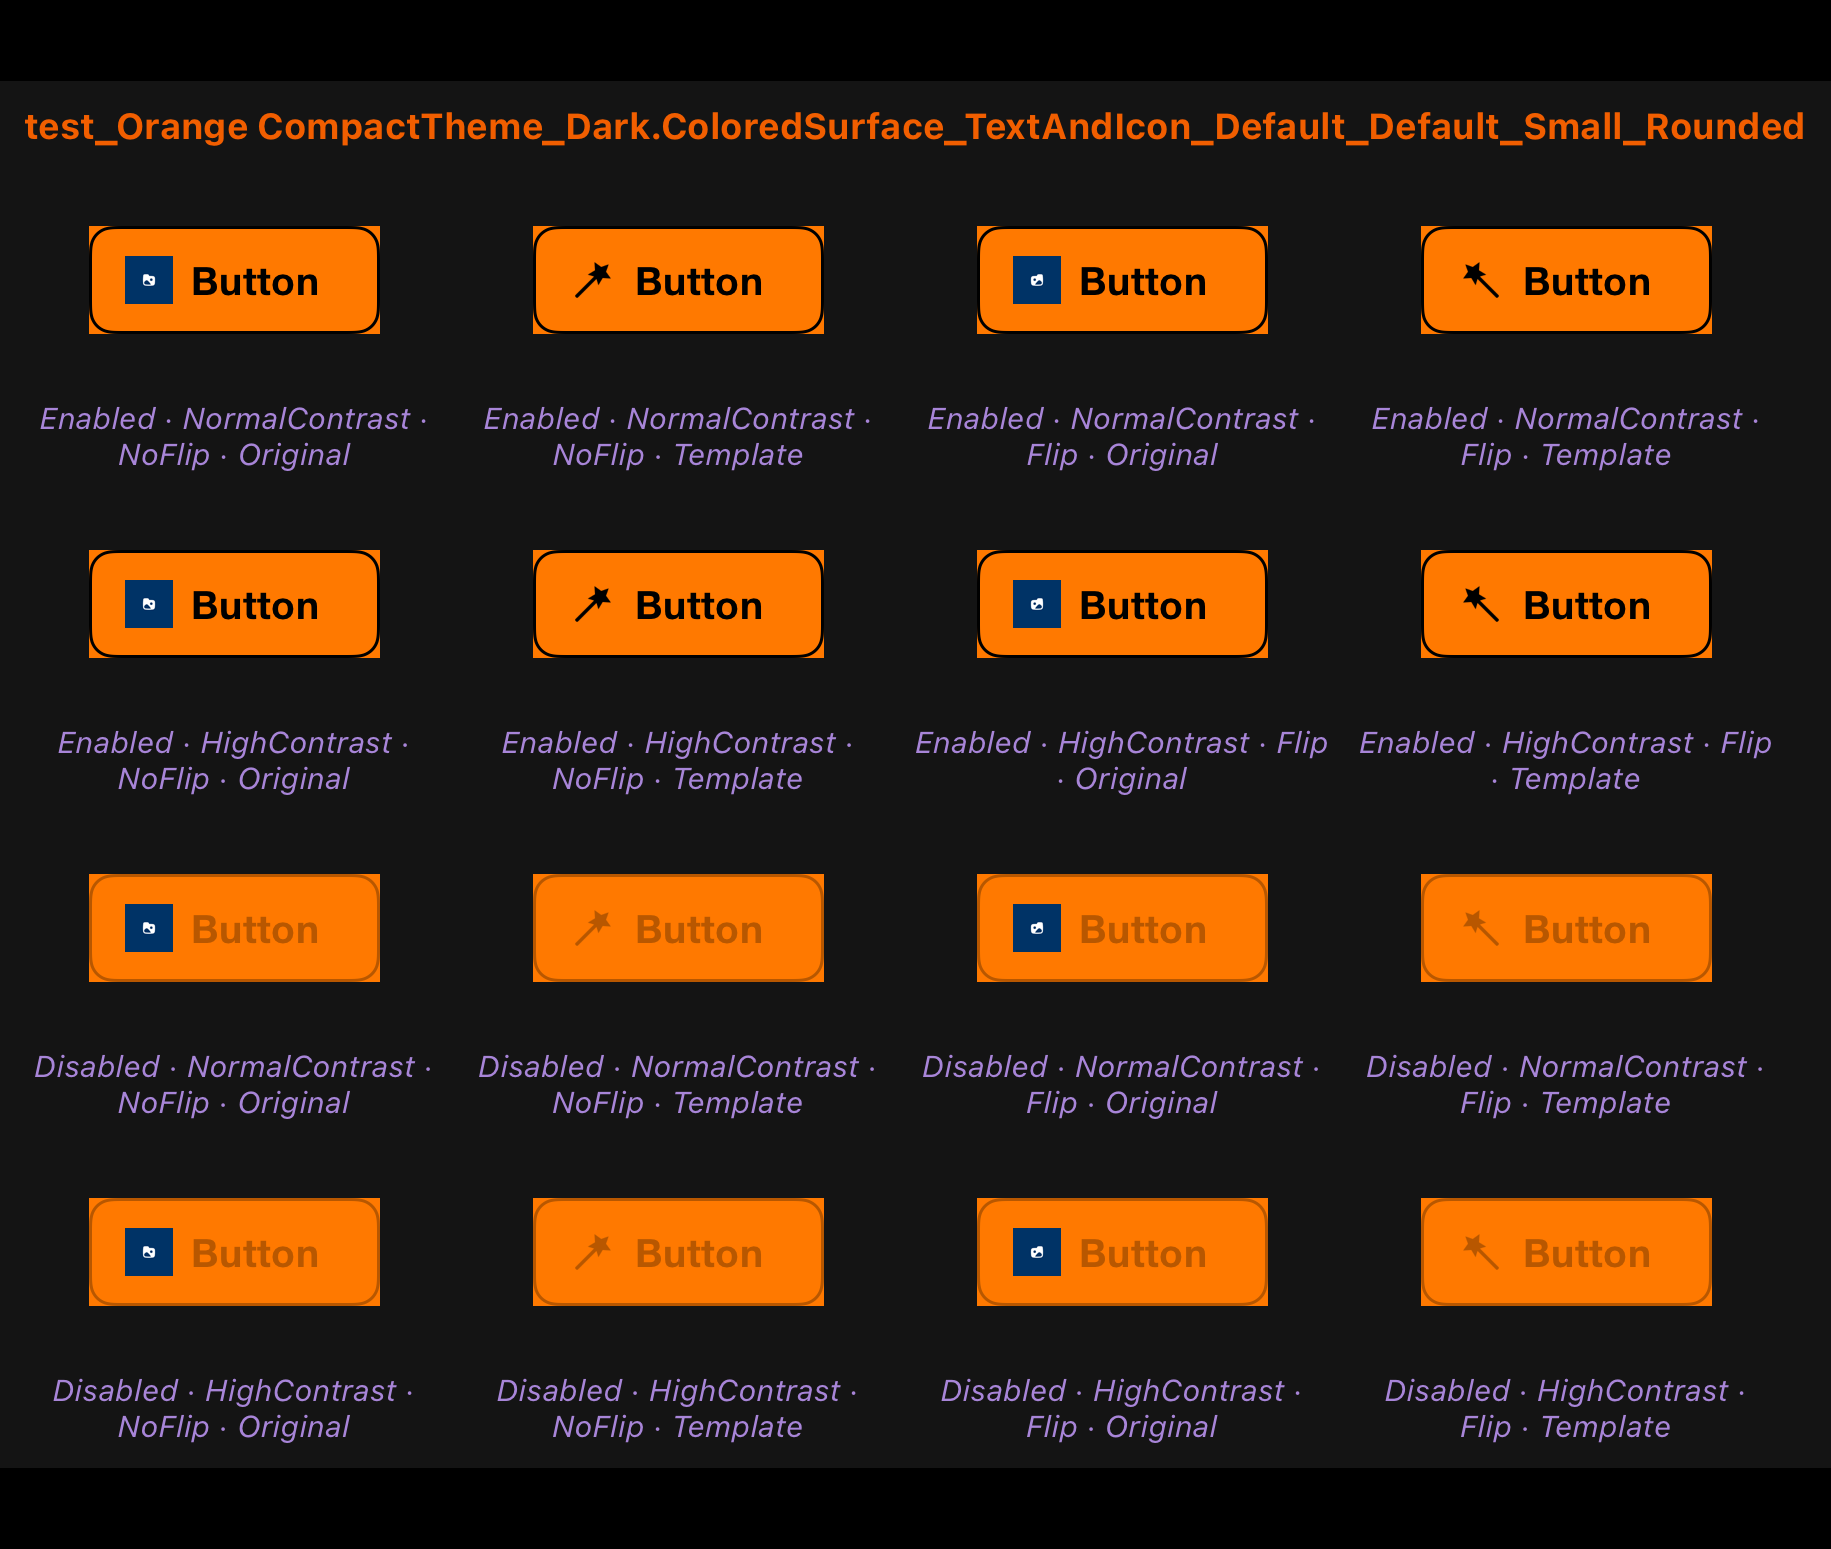 test_Orange CompactTheme_Dark.ColoredSurface_TextAndIcon_Default_Default_Small_Rounded
Button Button Button Button
Enabled · NormalContrast · Enabled · NormalContrast · Enabled · NormalContrast · Enabled · NormalContrast ·
NoFlip · Original NoFlip · Template Flip · Original Flip · Template
Button Button Button Button
Enabled · HighContrast · Enabled · HighContrast · Enabled · HighContrast · Flip Enabled · HighContrast · Flip
NoFlip · Original NoFlip · Template · Original · Template
Button Button Button Button
Disabled · NormalContrast · Disabled · NormalContrast · Disabled · NormalContrast · Disabled · NormalContrast ·
NoFlip · Original NoFlip · Template Flip · Original Flip · Template
Button Button Button Button
Disabled · HighContrast · Disabled · HighContrast · Disabled · HighContrast · Disabled · HighContrast ·
NoFlip · Original NoFlip · Template Flip · Original Flip · Template